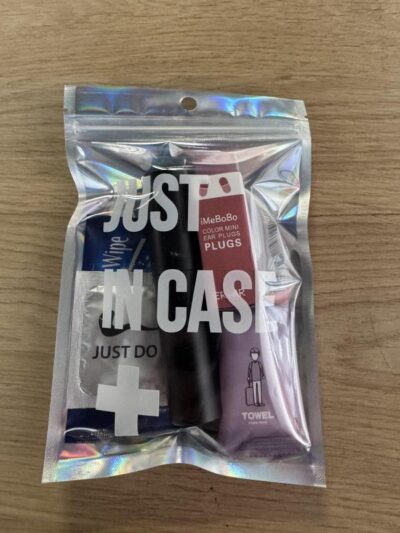 JUST
IN CASE
Wipe
iMeBoBo
COLOR MINI
EAR PLUGS
PLUGS
JUST DO
TOWEL